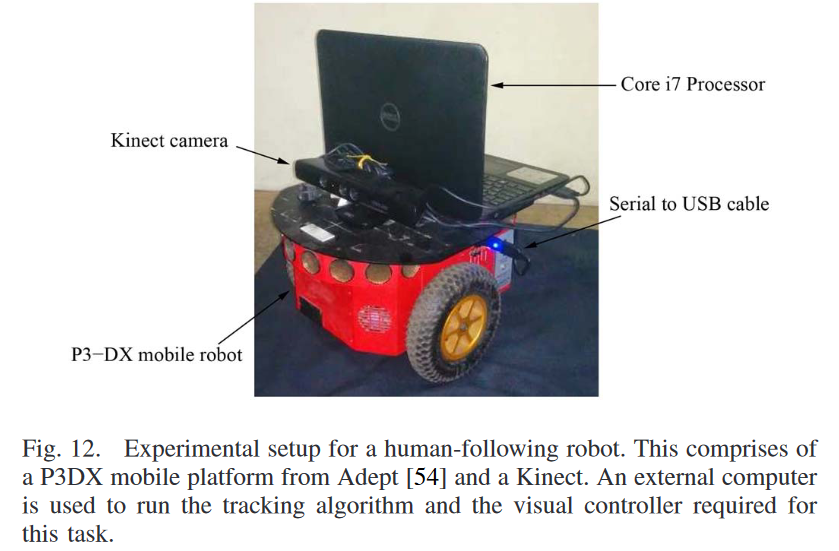 Core i7 Processor
Kinect camera
DELL
Serial to USB cable
P3−DX mobile robot
Fig. 12. Experimental setup for a human-following robot. This comprises of
a P3DX mobile platform from Adept [54] and a Kinect. An external computer
is used to run the tracking algorithm and the visual controller required for
this task.